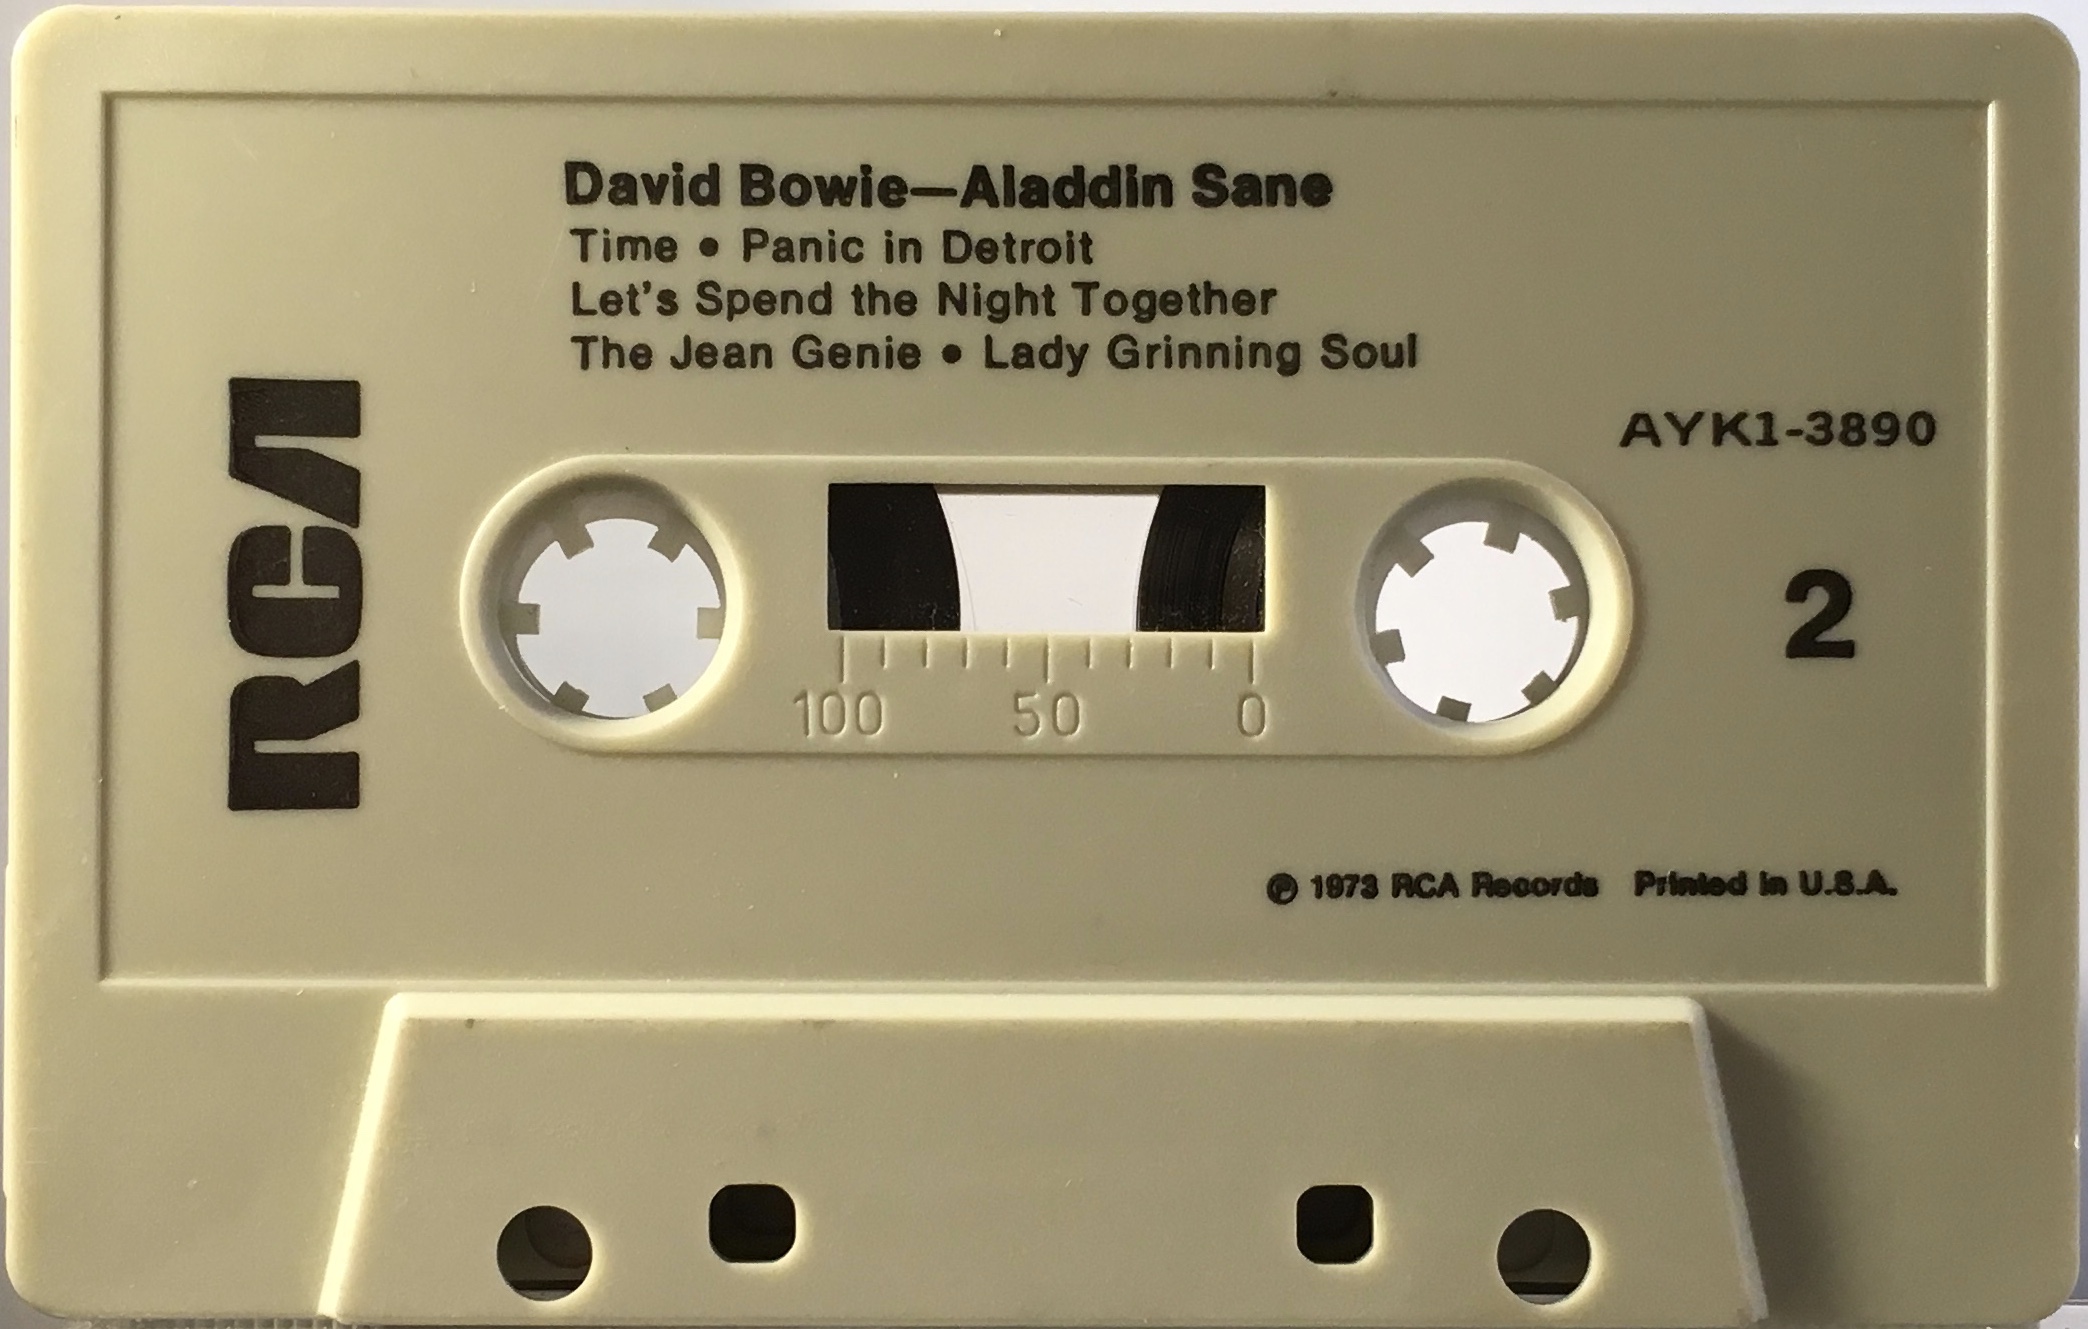 David Bowie—Aladdin Sane
Time • Panic in Detroit
Let's Spend the Night Together
The Jean Genie • Lady Grinning Soul
RCA
AYK1-3890
2
100 50 0
℗ 1973 RCA Records Printed in U.S.A.